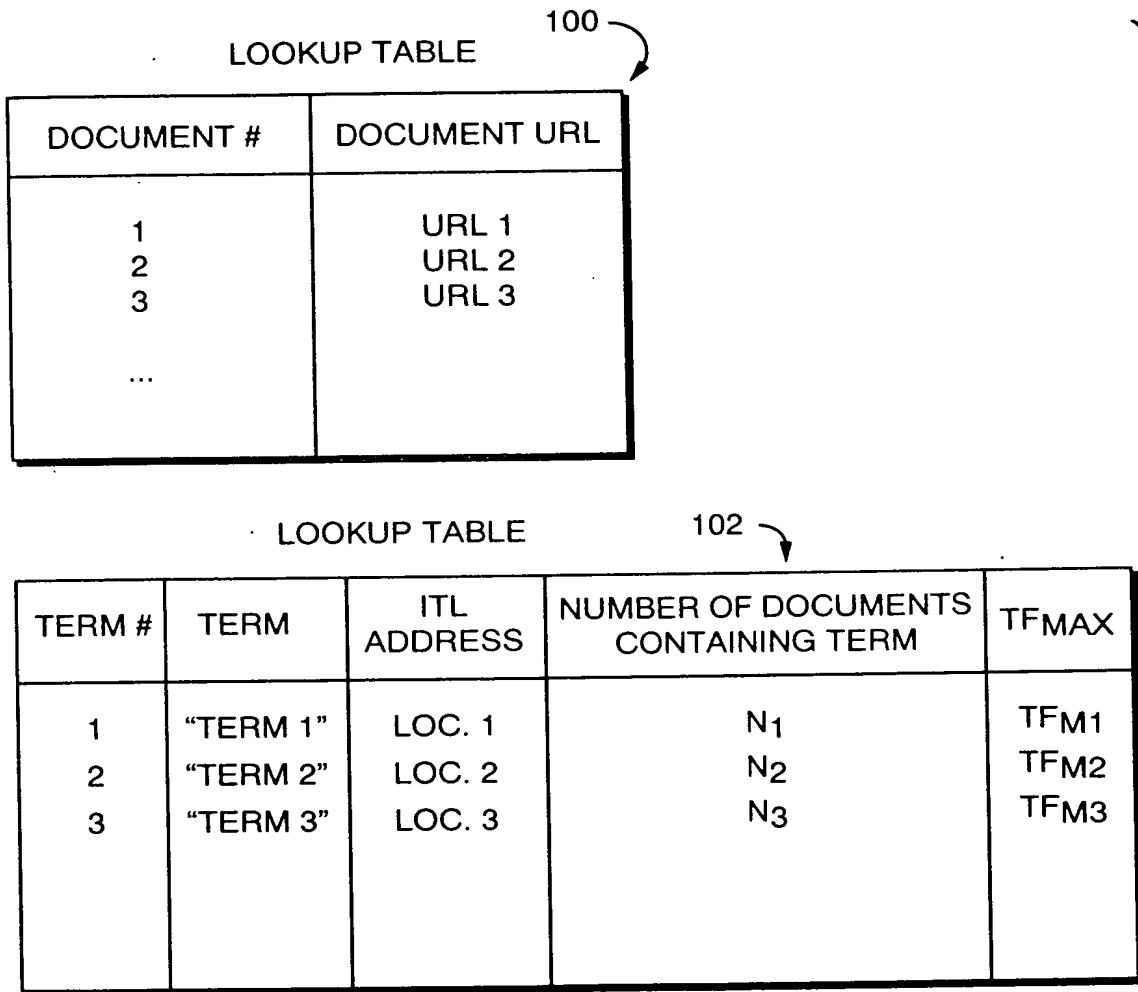 100
LOOKUP TABLE
DOCUMENT # DOCUMENT URL
1 URL 1
2 URL 2
3 URL 3
...
LOOKUP TABLE 102
TERM # TERM ITL ADDRESS NUMBER OF DOCUMENTS CONTAINING TERM TFMAX
1 “TERM 1” LOC. 1 N1 TFM1
2 “TERM 2” LOC. 2 N2 TFM2
3 “TERM 3” LOC. 3 N3 TFM3